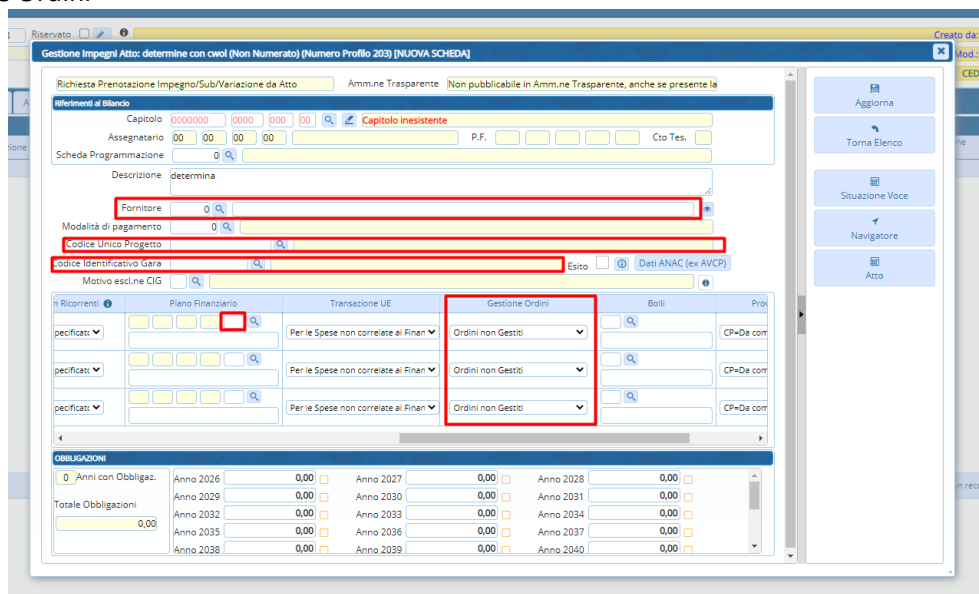 Riservato
Creato da:
Gestione Impegni Atto: determine con cwol (Non Numerato) (Numero Profilo 203) [NUOVA SCHEDA]
Mod.:
CED
Richiesta Prenotazione Impegno/Sub/Variazione da Atto Amm.ne Trasparente Non pubblicabile in Amm.ne Trasparente, anche se presente la
Riferimenti al Bilancio
Capitolo 0000000 0000 000 00 Capitolo inesistente
Assegnatario 00 00 00 00 P.F. Cto Tes.
Scheda Programmazione 0
Descrizione determina
Fornitore 0
Modalità di pagamento 0
Codice Unico Progetto
Codice Identificativo Gara Esito Dati ANAC (ex AVCP)
Motivo escl.ne CIG
n Ricorrenti Piano Finanziario Transazione UE Gestione Ordini Bolli Pro
pecificato Per le Spese non correlate ai Finan Ordini non Gestiti CP=Da com
pecificato Per le Spese non correlate ai Finan Ordini non Gestiti CP=Da com
pecificato Per le Spese non correlate ai Finan Ordini non Gestiti CP=Da com
OBBLIGAZIONI
0 Anni con Obbligaz. Anno 2026 0,00 Anno 2027 0,00 Anno 2028 0,00
Anno 2029 0,00 Anno 2030 0,00 Anno 2031 0,00
Totale Obbligazioni Anno 2032 0,00 Anno 2033 0,00 Anno 2034 0,00
0,00 Anno 2035 0,00 Anno 2036 0,00 Anno 2037 0,00
Anno 2038 0,00 Anno 2039 0,00 Anno 2040 0,00
Aggiorna
Torna Elenco
Situazione Voce
Navigatore
Atto